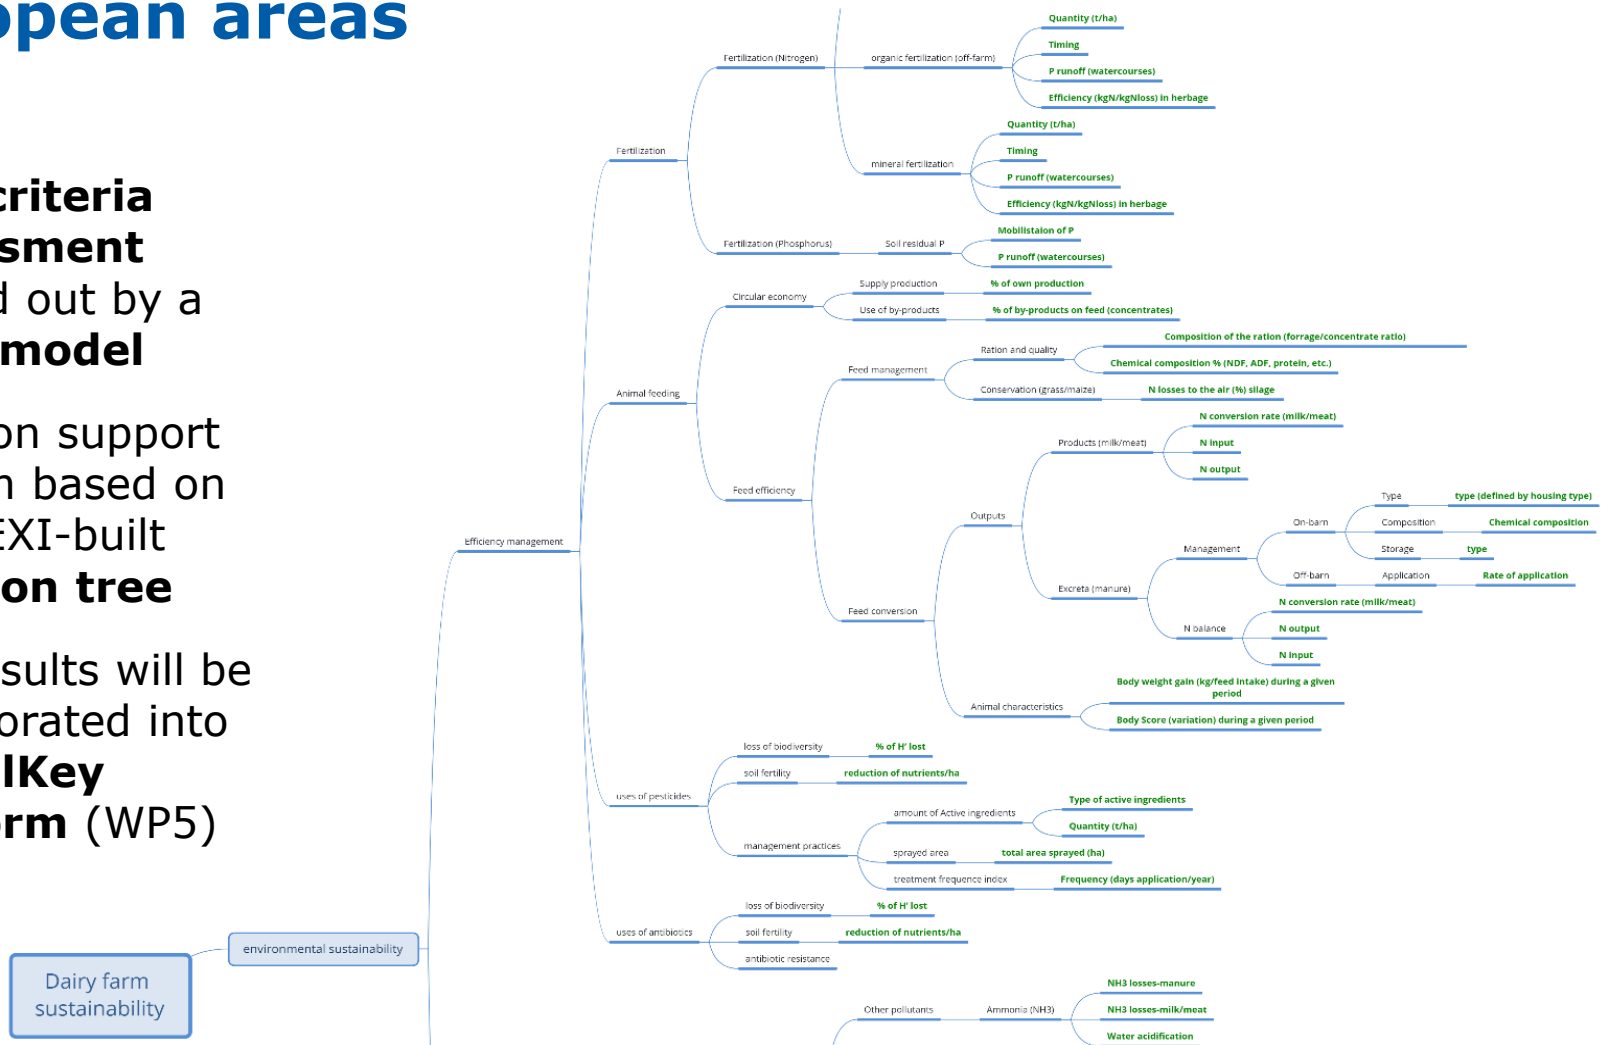 opean areas
criteria
sment
d out by a
model
on support
n based on
EXI-built
on tree
sults will be
orated into
lKey
orm (WP5)
Dairy farm
sustainability
environmental sustainability
Efficiency management
Fertilization
Fertilization (Nitrogen)
organic fertilization (off-farm)
Quantity (t/ha)
Timing
P runoff (watercourses)
Efficiency (kgN/kgNloss) in herbage
mineral fertilization
Quantity (t/ha)
Timing
P runoff (watercourses)
Efficiency (kgN/kgNloss) in herbage
Fertilization (Phosphorus)
Soil residual P
Mobilistaion of P
P runoff (watercourses)
Animal feeding
Circular economy
Supply production
% of own production
Use of by-products
% of by-products on feed (concentrates)
Feed efficiency
Feed management
Ration and quality
Composition of the ration (forrage/concentrate ratio)
Chemical composition % (NDF, ADF, protein, etc.)
Conservation (grass/maize)
N losses to the air (%) silage
Feed conversion
Outputs
Products (milk/meat)
N conversion rate (milk/meat)
N input
N output
Excreta (manure)
Management
On-barn
Type
type (defined by housing type)
Composition
Chemical composition
Storage
type
Off-barn
Application
Rate of application
N balance
N conversion rate (milk/meat)
N output
N input
Animal characteristics
Body weight gain (kg/feed intake) during a given
period
Body Score (variation) during a given period
uses of pesticides
loss of biodiversity
% of H' lost
soil fertility
reduction of nutrients/ha
management practices
amount of Active ingredients
Type of active ingredients
Quantity (t/ha)
sprayed area
total area sprayed (ha)
treatment frequence index
Frequency (days application/year)
uses of antibiotics
loss of biodiversity
% of H' lost
soil fertility
reduction of nutrients/ha
antibiotic resistance
Other pollutants
Ammonia (NH3)
NH3 losses-manure
NH3 losses-milk/meat
Water acidification